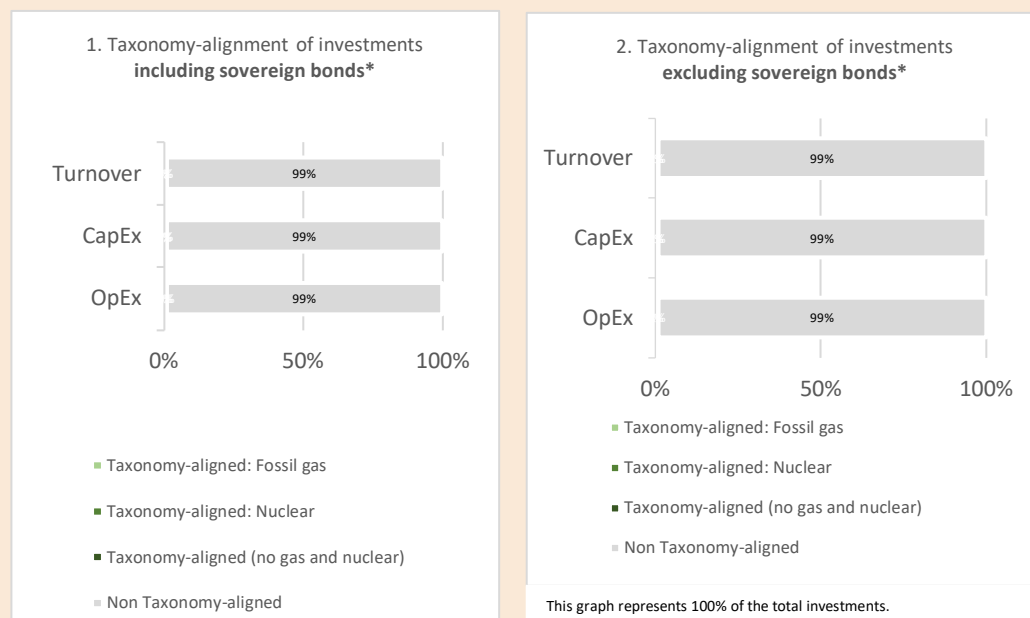 1. Taxonomy-alignment of investments
including sovereign bonds*
Turnover
99%
CapEx
99%
OpEx
99%
0% 50% 100%
Taxonomy-aligned: Fossil gas
Taxonomy-aligned: Nuclear
Taxonomy-aligned (no gas and nuclear)
Non Taxonomy-aligned
2. Taxonomy-alignment of investments
excluding sovereign bonds*
Turnover
99%
CapEx
99%
OpEx
99%
0% 50% 100%
Taxonomy-aligned: Fossil gas
Taxonomy-aligned: Nuclear
Taxonomy-aligned (no gas and nuclear)
Non Taxonomy-aligned
This graph represents 100% of the total investments.